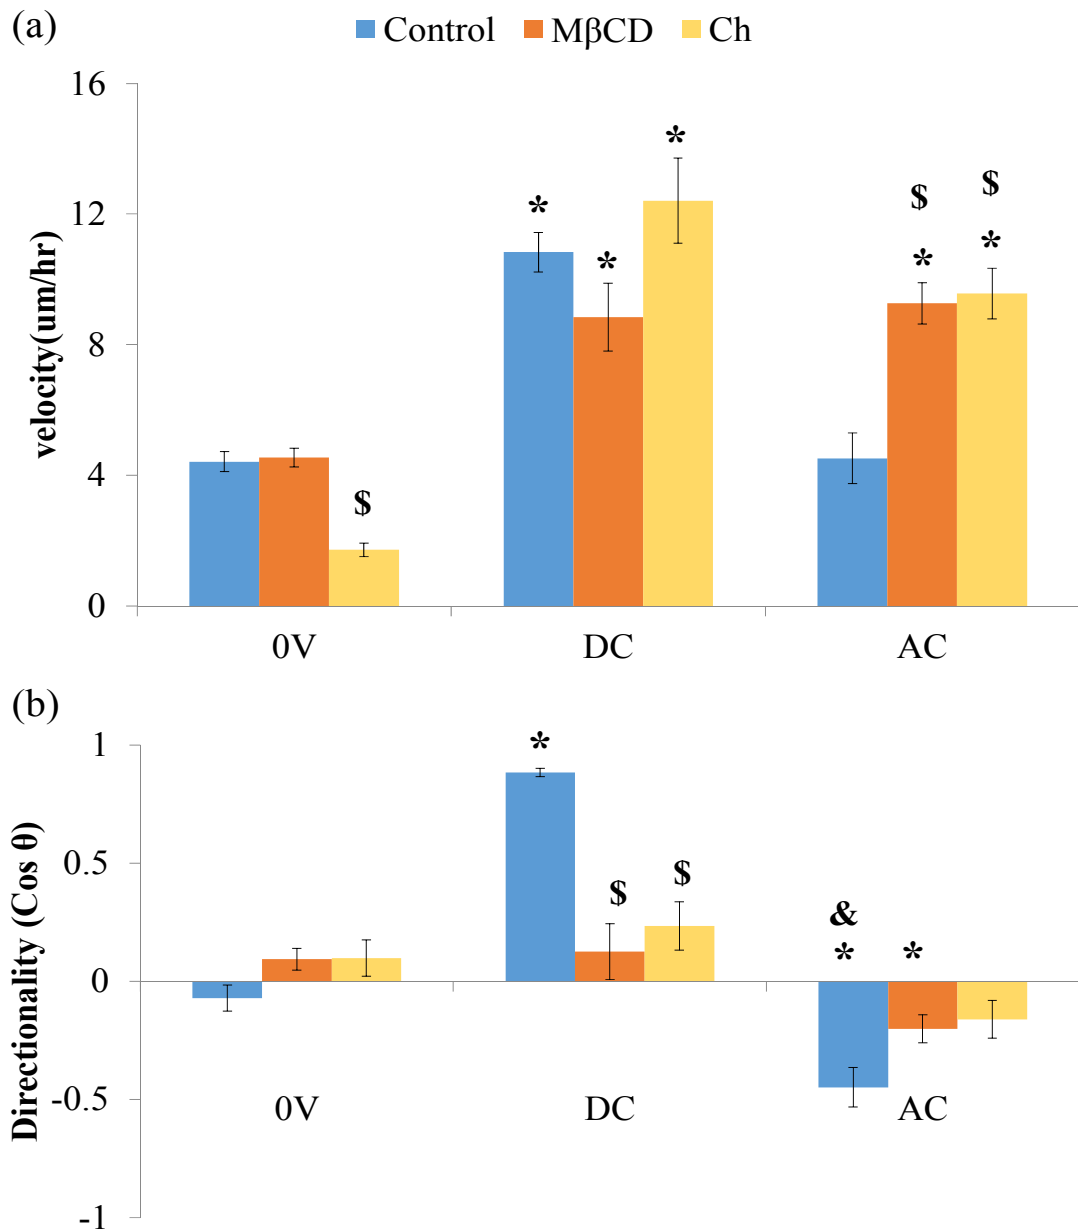 (a)
Control MβCD Ch
16
12
8
4
0
velocity(um/hr)
* * *
$ $
* *
$
0V DC AC
(b)
1
0.5
0
-0.5
-1
Directionality (Cos θ)
*
$ $
&
* *
0V DC AC